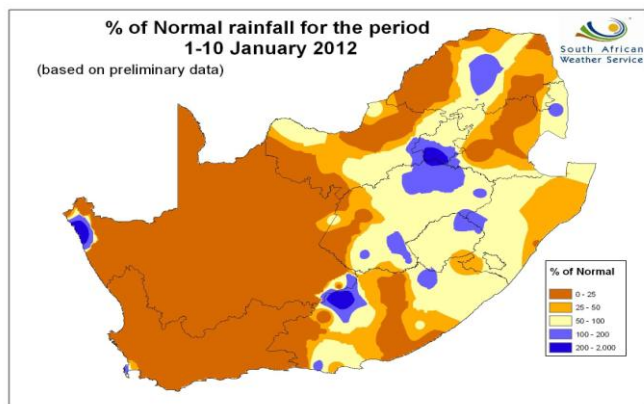 % of Normal rainfall for the period
1-10 January 2012
(based on preliminary data)
South African
Weather Service
% of Normal
0 - 25
25 - 50
50 - 100
100 - 200
200 - 2,000